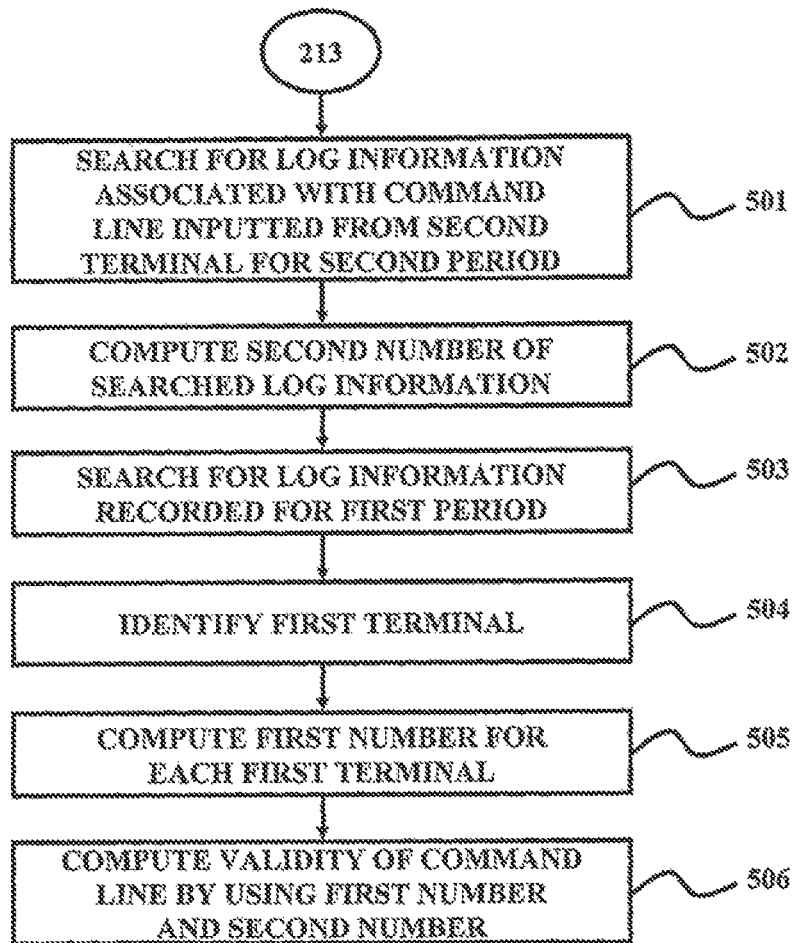 213
SEARCH FOR LOG INFORMATION
ASSOCIATED WITH COMMAND
LINE INPUTTED FROM SECOND
TERMINAL FOR SECOND PERIOD
501
COMPUTE SECOND NUMBER OF
SEARCHED LOG INFORMATION
502
SEARCH FOR LOG INFORMATION
RECORDED FOR FIRST PERIOD
503
IDENTIFY FIRST TERMINAL
504
COMPUTE FIRST NUMBER FOR
EACH FIRST TERMINAL
505
COMPUTE VALIDITY OF COMMAND
LINE BY USING FIRST NUMBER
AND SECOND NUMBER
506